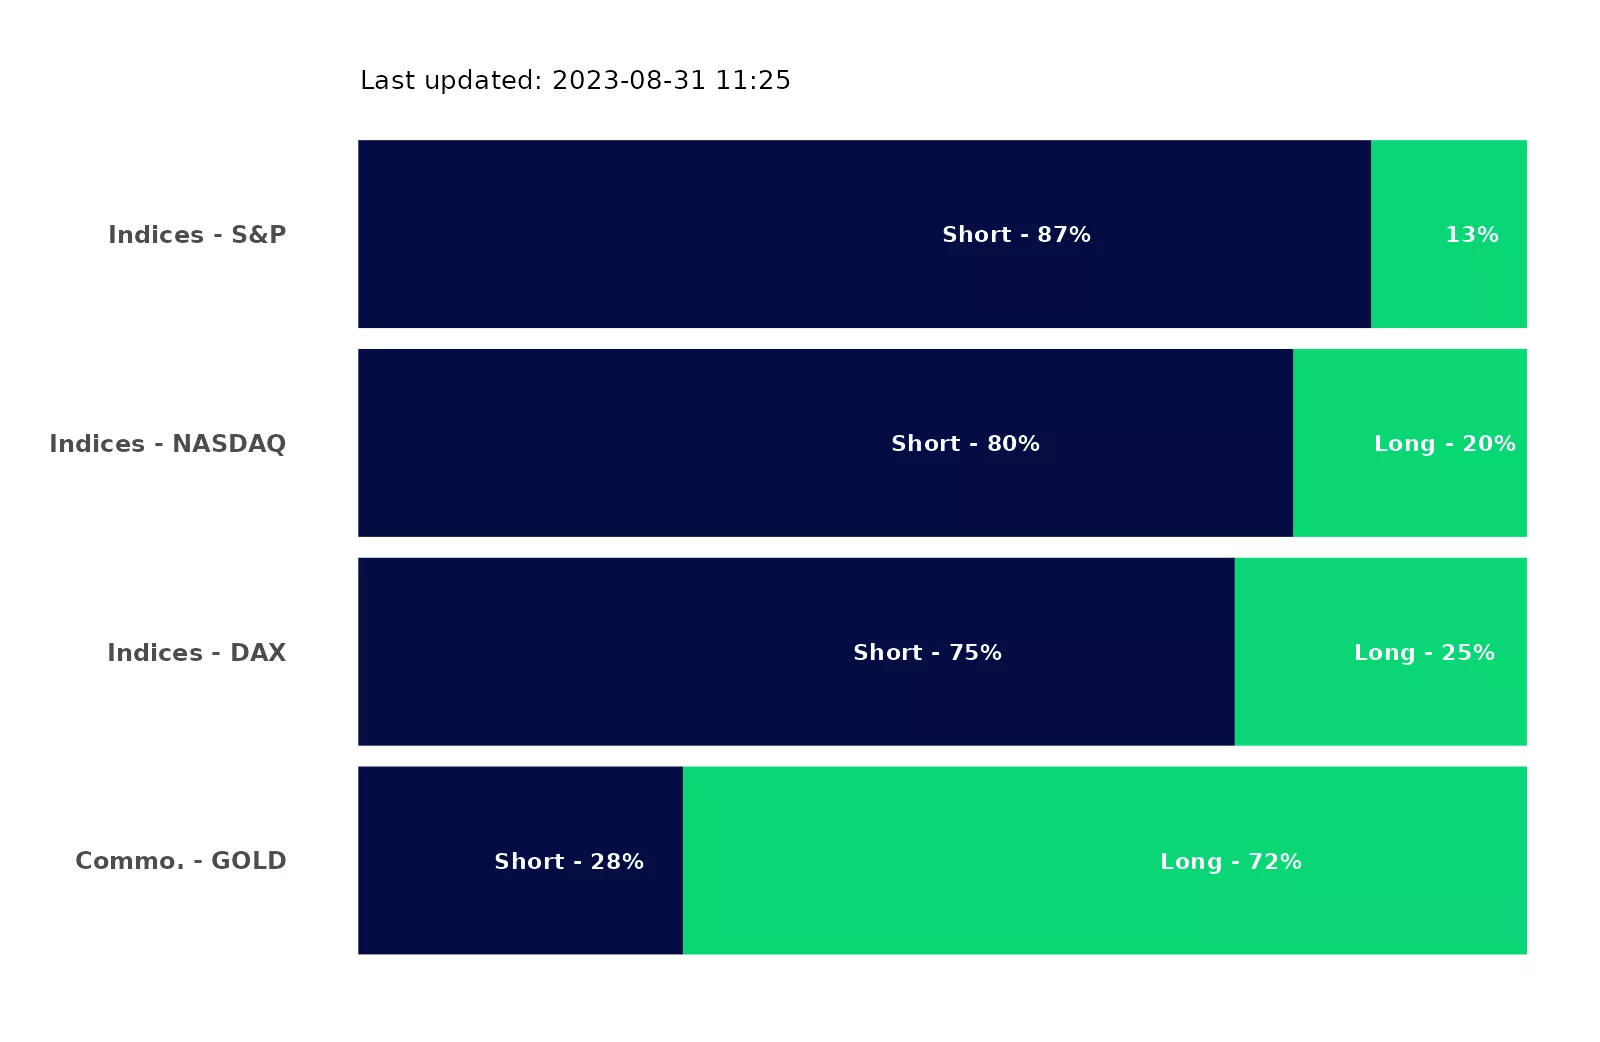 Last updated: 2023-08-31 11:25
Indices - S&P
Short - 87%
13%
Indices - NASDAQ
Short - 80%
Long - 20%
Indices - DAX
Short - 75%
Long - 25%
Commo. - GOLD
Short - 28%
Long - 72%